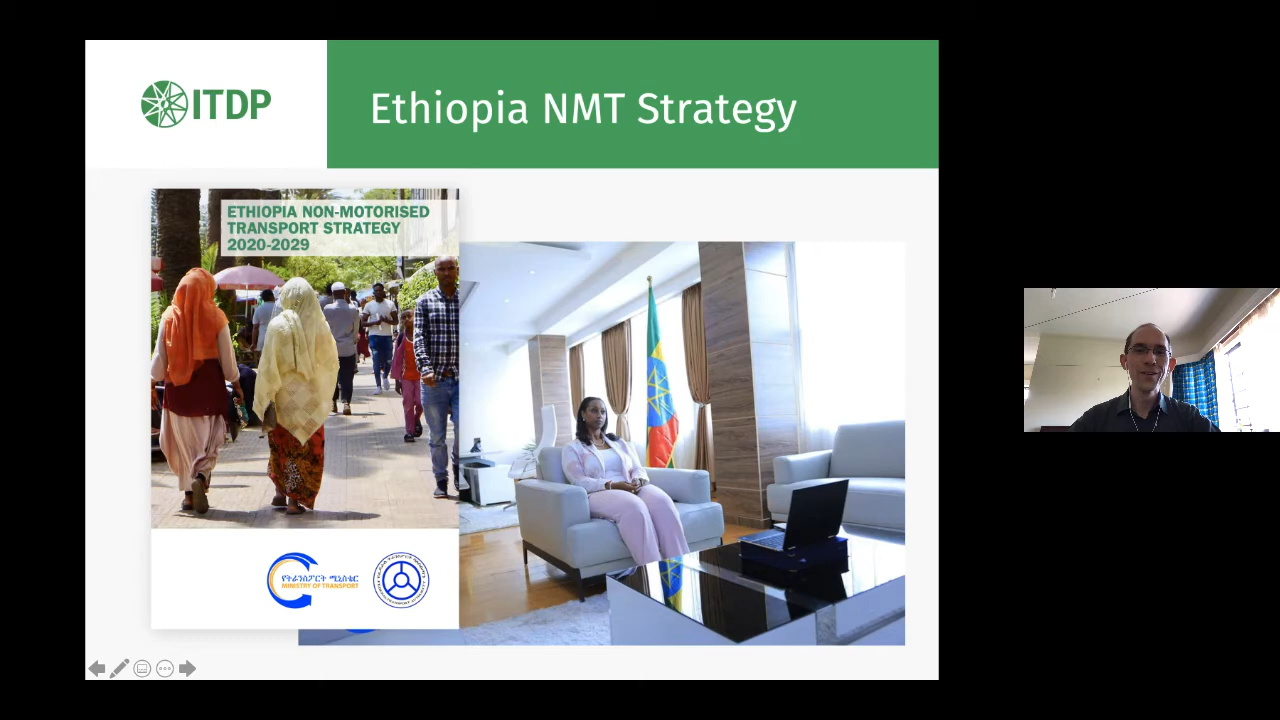 ITDP
Ethiopia NMT Strategy
ETHIOPIA NON-MOTORISED
TRANSPORT STRATEGY
2020-2029
የትራንስፖርት ሚኒስቴር
MINISTRY OF TRANSPORT